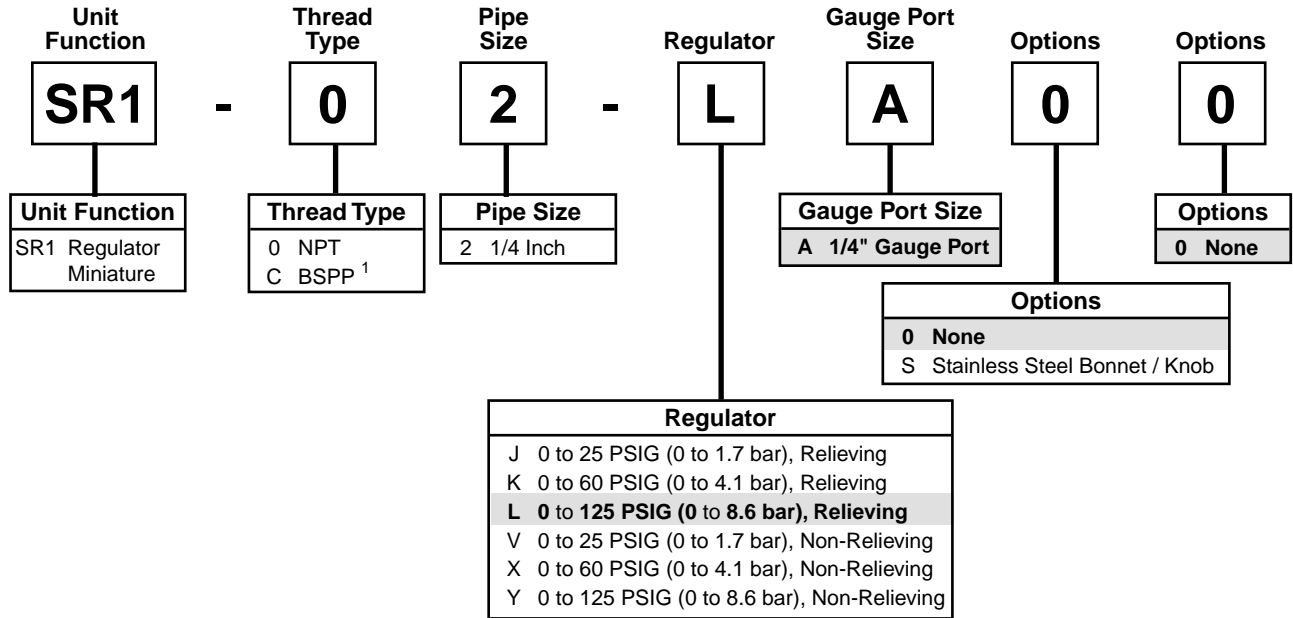 Unit Function
Thread Type
Pipe Size
Regulator
Gauge Port Size
Options
Options
SR1 - 0 2 - L A 0 0
Unit Function
SR1 Regulator
Miniature
Thread Type
0 NPT
C BSPP 1
Pipe Size
2 1/4 Inch
Gauge Port Size
A 1/4" Gauge Port
Options
0 None
Options
0 None
S Stainless Steel Bonnet / Knob
Regulator
J 0 to 25 PSIG (0 to 1.7 bar), Relieving
K 0 to 60 PSIG (0 to 4.1 bar), Relieving
L 0 to 125 PSIG (0 to 8.6 bar), Relieving
V 0 to 25 PSIG (0 to 1.7 bar), Non-Relieving
X 0 to 60 PSIG (0 to 4.1 bar), Non-Relieving
Y 0 to 125 PSIG (0 to 8.6 bar), Non-Relieving